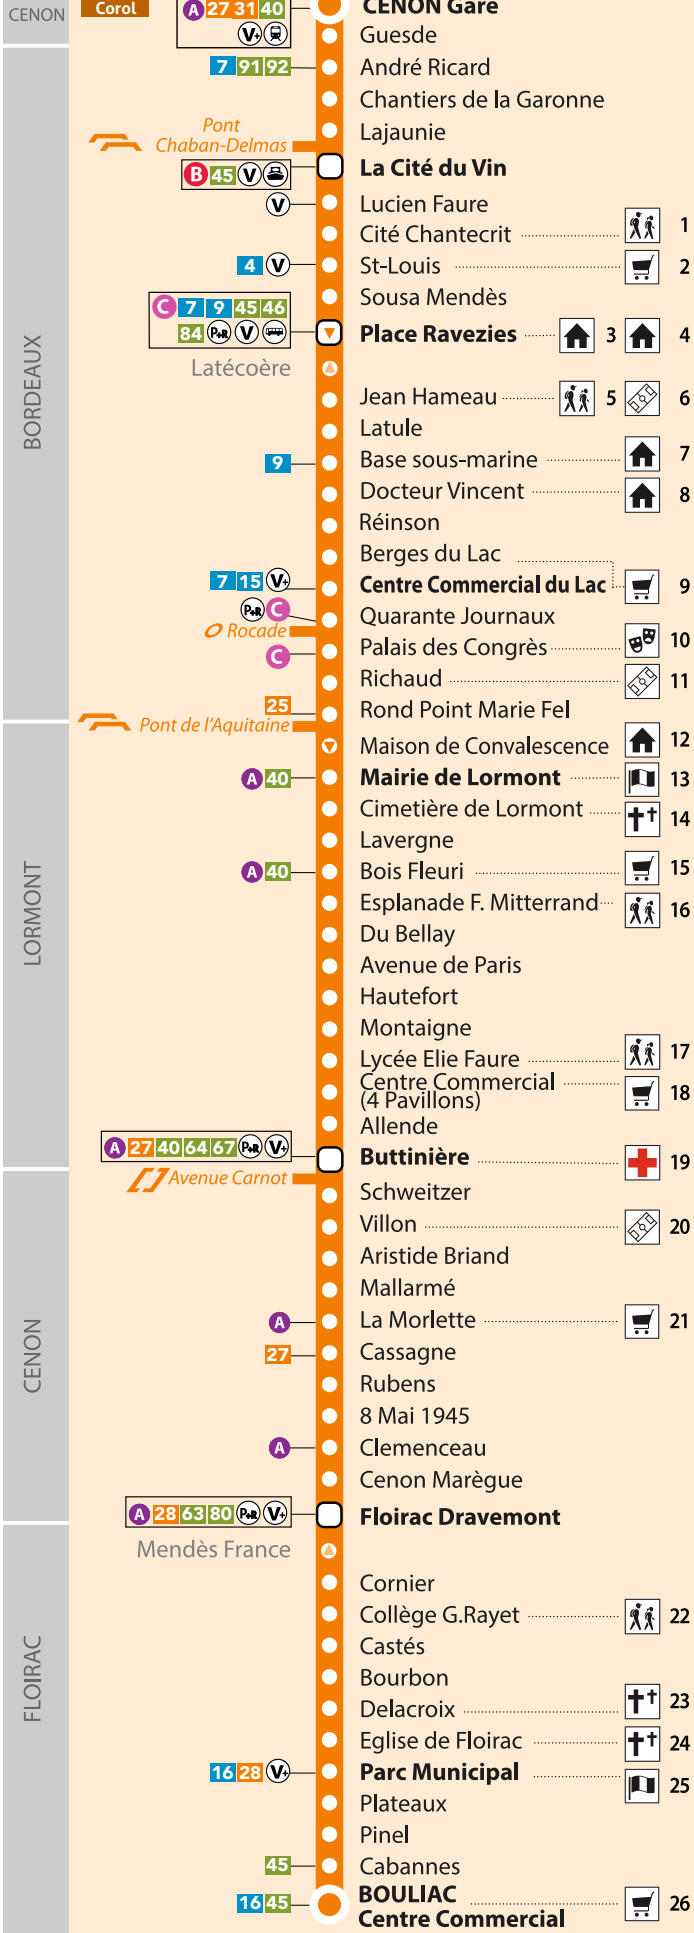 CENON
Corol
A 27 31 40
CENON Gare
V+
Guesde
7 91 92
André Ricard
Chantiers de la Garonne
Pont
Chaban-Delmas
Lajaunie
B 45 V
La Cité du Vin
V
Lucien Faure
Cité Chantecrit 1
4 V
St-Louis 2
Sousa Mendès
C 7 9 45 46
84 P+R V
Place Ravezies 3 4
Latécoère
BORDEAUX
Jean Hameau 5 6
Latule
9
Base sous-marine 7
Docteur Vincent 8
Réinson
Berges du Lac
7 15 V+
Centre Commercial du Lac 9
P+R C
Quarante Journaux
Rocade
C
Palais des Congrès 10
Richaud 11
25
Rond Point Marie Fel
Pont de l'Aquitaine
Maison de Convalescence 12
A 40
Mairie de Lormont 13
Cimetière de Lormont 14
Lavergne
A 40
Bois Fleuri 15
LORMONT
Esplanade F. Mitterrand 16
Du Bellay
Avenue de Paris
Hautefort
Montaigne
Lycée Elie Faure 17
Centre Commercial
(4 Pavillons) 18
Allende
A 27 40 64 67 P+R V+
Buttinière 19
Avenue Carnot
Schweitzer
Villon 20
Aristide Briand
Mallarmé
A
La Morlette 21
CENON
27
Cassagne
Rubens
8 Mai 1945
A
Clemenceau
Cenon Marègue
A 28 63 80 P+R V+
Floirac Dravemont
Mendès France
Cornier
Collège G.Rayet 22
Castés
FLOIRAC
Bourbon
Delacroix 23
Eglise de Floirac 24
16 28 V+
Parc Municipal 25
Plateaux
Pinel
45
Cabannes
16 45
BOULIAC
Centre Commercial 26